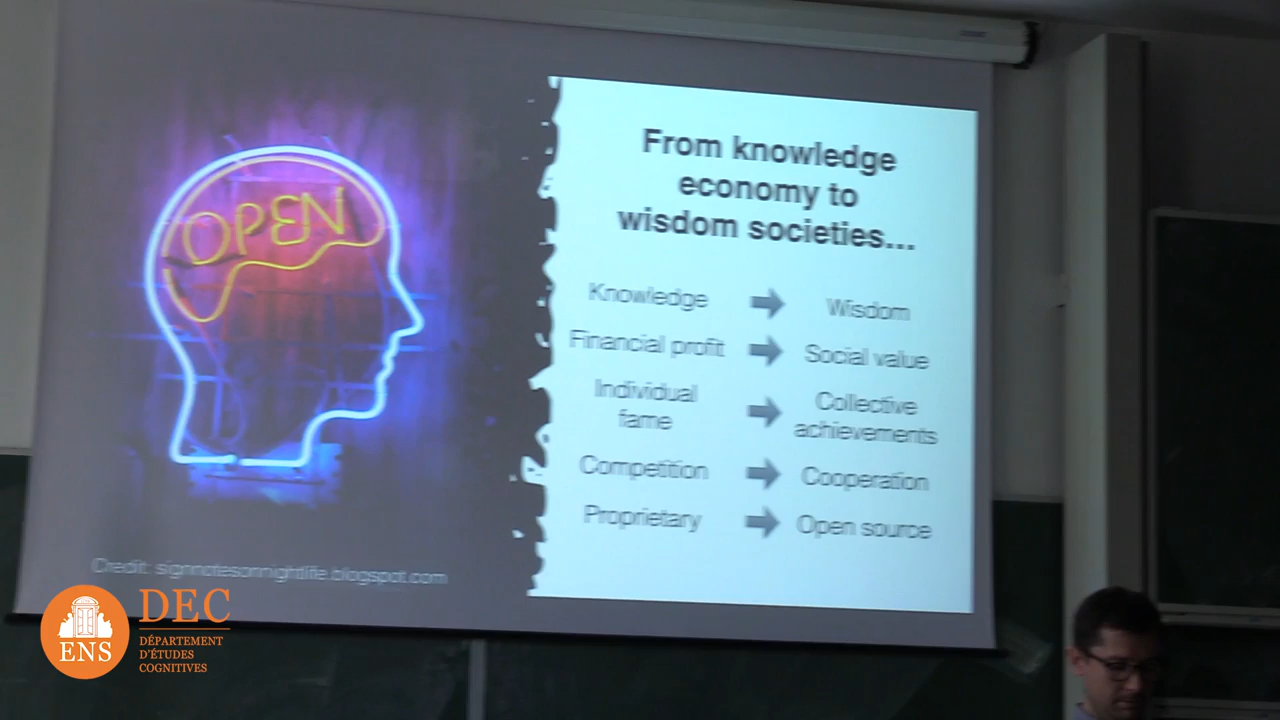 OPEN
From knowledge
economy to
wisdom societies...
Knowledge Wisdom
Financial profit Social value
Individual
fame
Collective
achievements
Competition Cooperation
Proprietary Open source
Credit: signnotesonnightlife.blogspot.com
ENS
DEC
DÉPARTEMENT
D'ÉTUDES
COGNITIVES